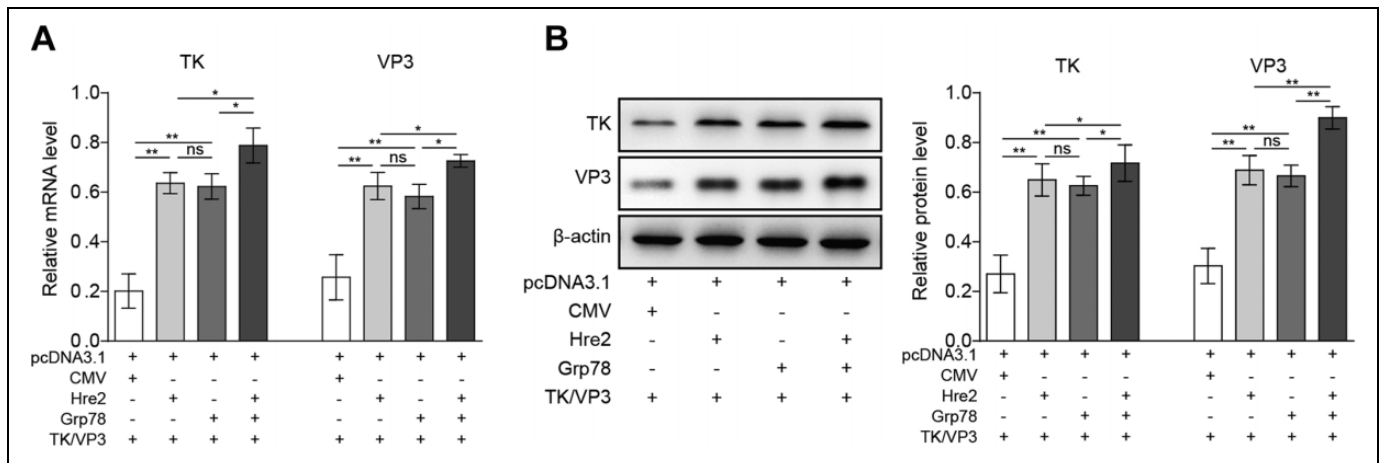 A
TK VP3
Relative mRNA level
1.0
0.8
0.6
0.4
0.2
0.0
** ** ns * *
** ** ns * *
pcDNA3.1 + + + + + + + +
CMV + - - - + - - -
Hre2 - + - + - + - +
Grp78 - - + + - - + +
TK/VP3 + + + + + + + +
B
TK
VP3
β-actin
pcDNA3.1 + + + +
CMV + - - -
Hre2 - + - +
Grp78 - - + +
TK/VP3 + + + +
TK VP3
Relative protein level
1.0
0.8
0.6
0.4
0.2
0.0
** ** ns * *
** ** ns ** **
pcDNA3.1 + + + + + + + +
CMV + - - - + - - -
Hre2 - + - + - + - +
Grp78 - - + + - - + +
TK/VP3 + + + + + + + +